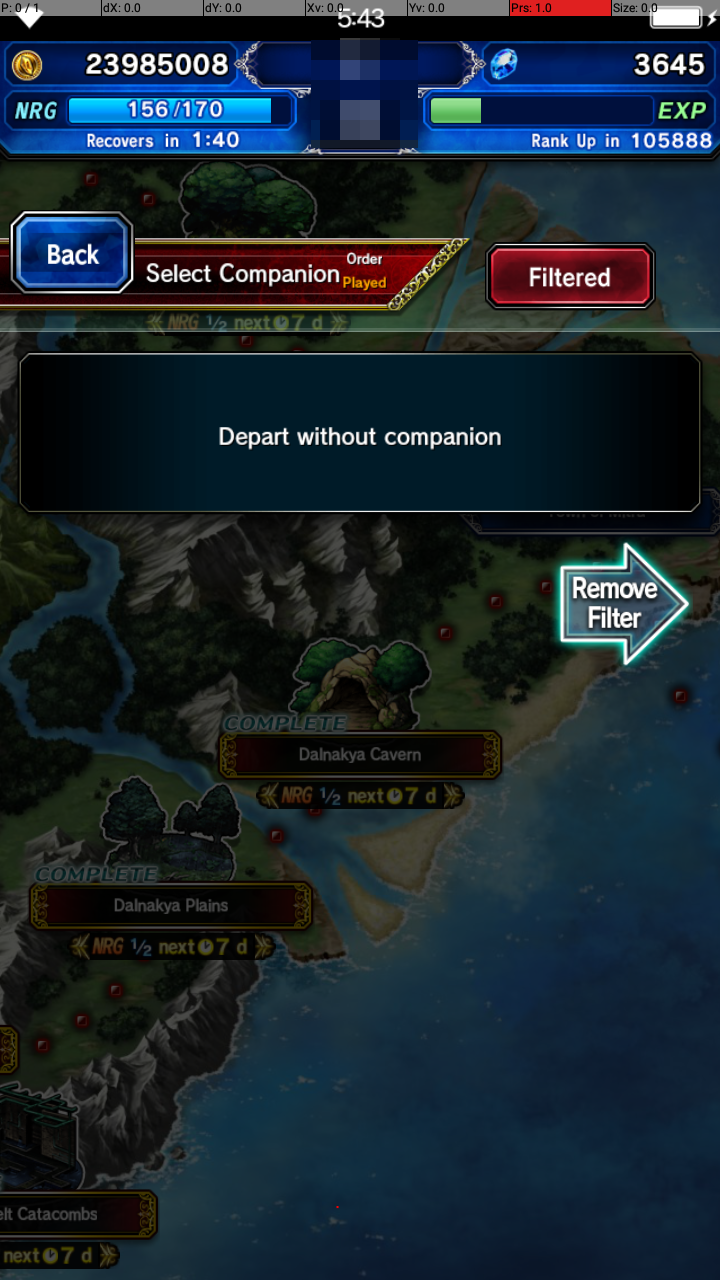 P: 0 / 1 dX: 0.0 dY: 0.0 Xv: 0.0 Yv: 0.0 Prs: 1.0 Size: 0.0
5:43
23985008 3645
NRG 156/170 EXP
Recovers in 1:40 Rank Up in 105888
Back
Select Companion
Order
Played
Filtered
NRG 1/2 next 7 d
Depart without companion
Remove
Filter
COMPLETE
Dalnakya Cavern
NRG 1/2 next 7 d
COMPLETE
Dalnakya Plains
NRG 1/2 next 7 d
elt Catacombs
next 7 d